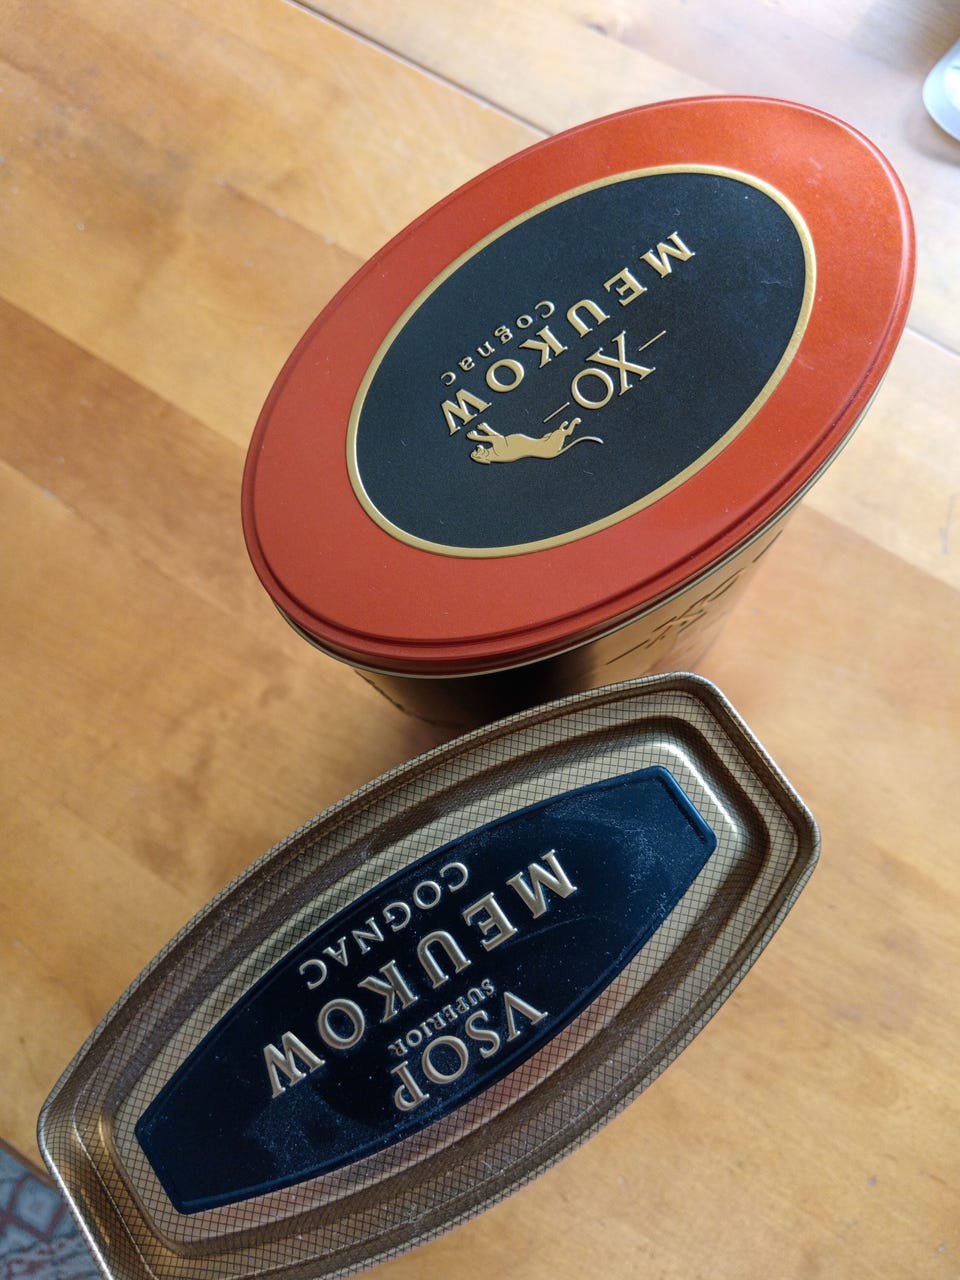 MEUKOW
Cognac
XO
COGNAC
MEUKOW
SUPERIOR
VSOP